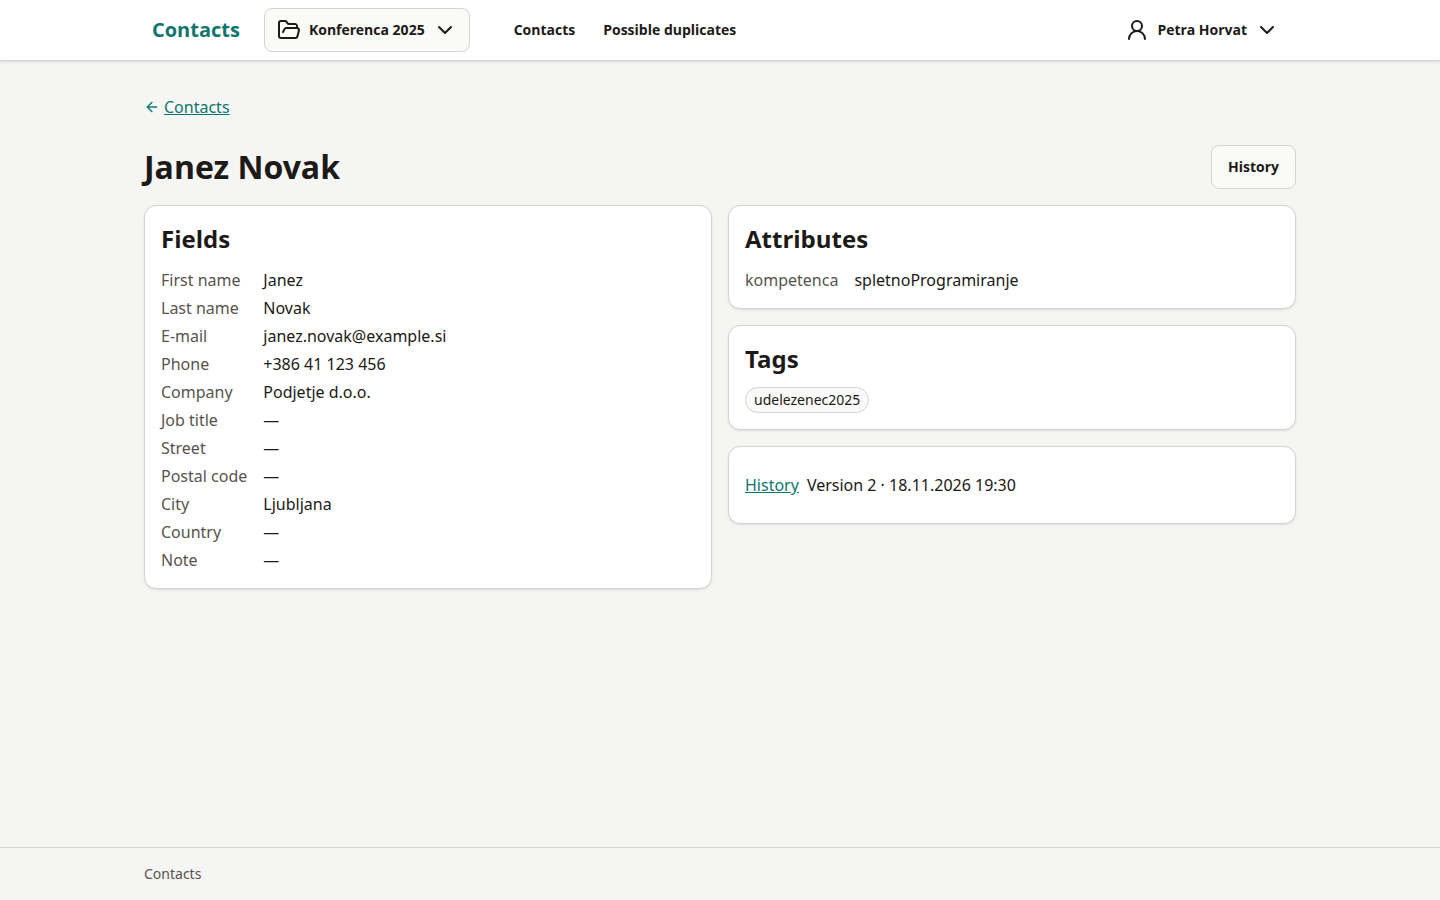 Contacts
Konferenca 2025
Contacts
Possible duplicates
Petra Horvat
← Contacts
Janez Novak
History
Fields
First name Janez
Last name Novak
E-mail janez.novak@example.si
Phone +386 41 123 456
Company Podjetje d.o.o.
Job title —
Street —
Postal code —
City Ljubljana
Country —
Note —
Attributes
kompetenca spletnoProgramiranje
Tags
udelezenec2025
History Version 2 · 18.11.2026 19:30
Contacts